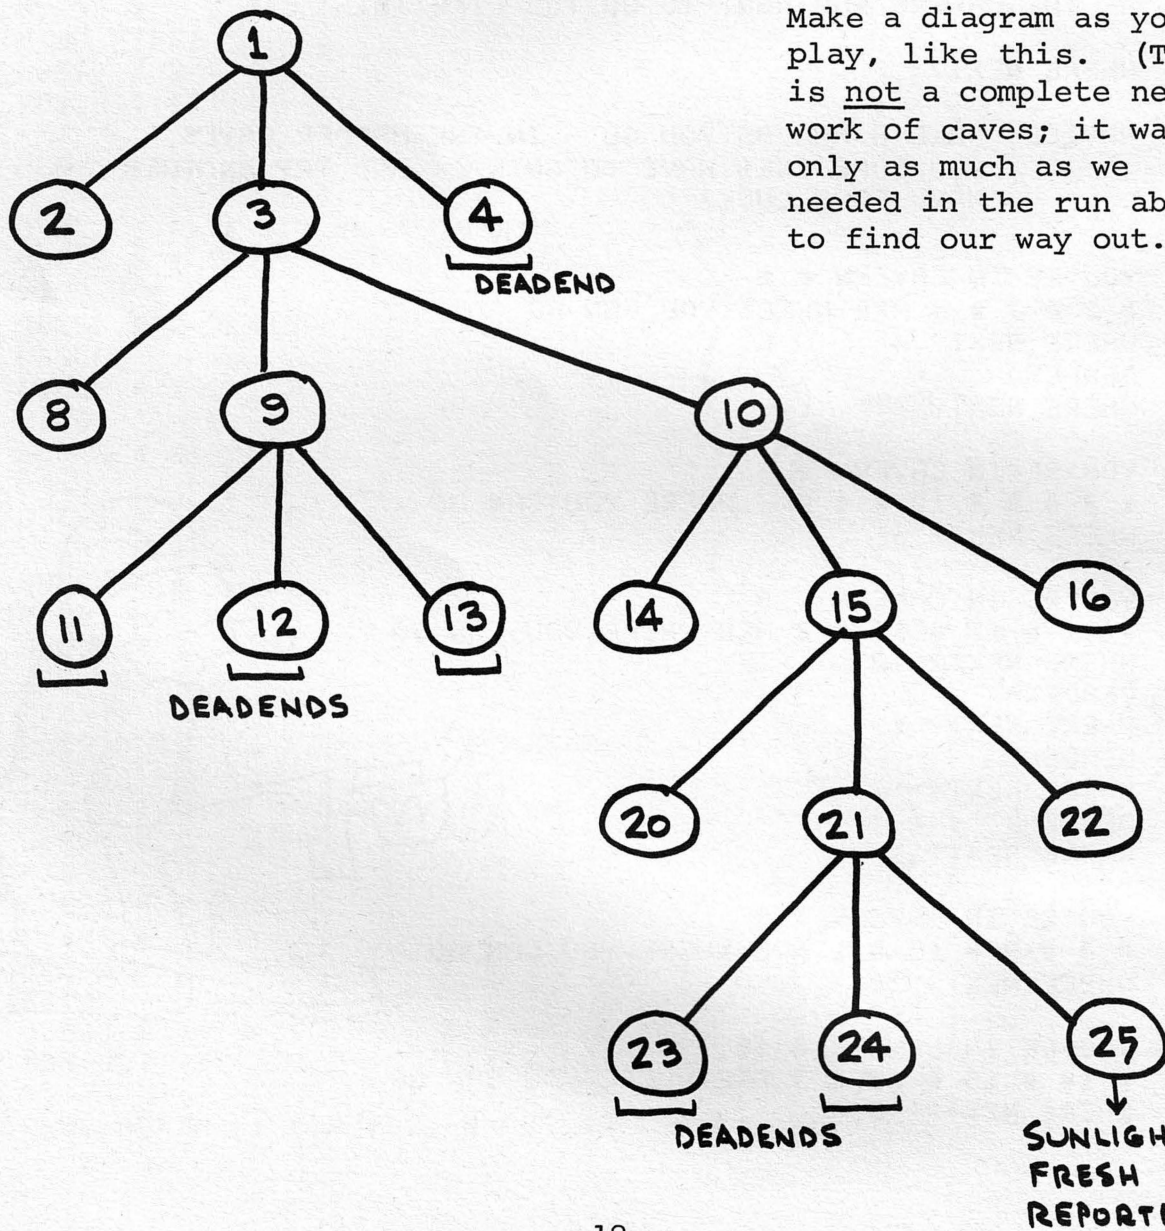 1
Make a diagram as yo
play, like this. (T
is not a complete ne
work of caves; it wa
only as much as we
needed in the run ab
to find our way out.
2 3 4
DEADEND
8 9 10
11 12 13 14 15 16
DEADENDS
20 21 22
23 24 25
DEADENDS
SUNLIGH
FRESH
REPORT